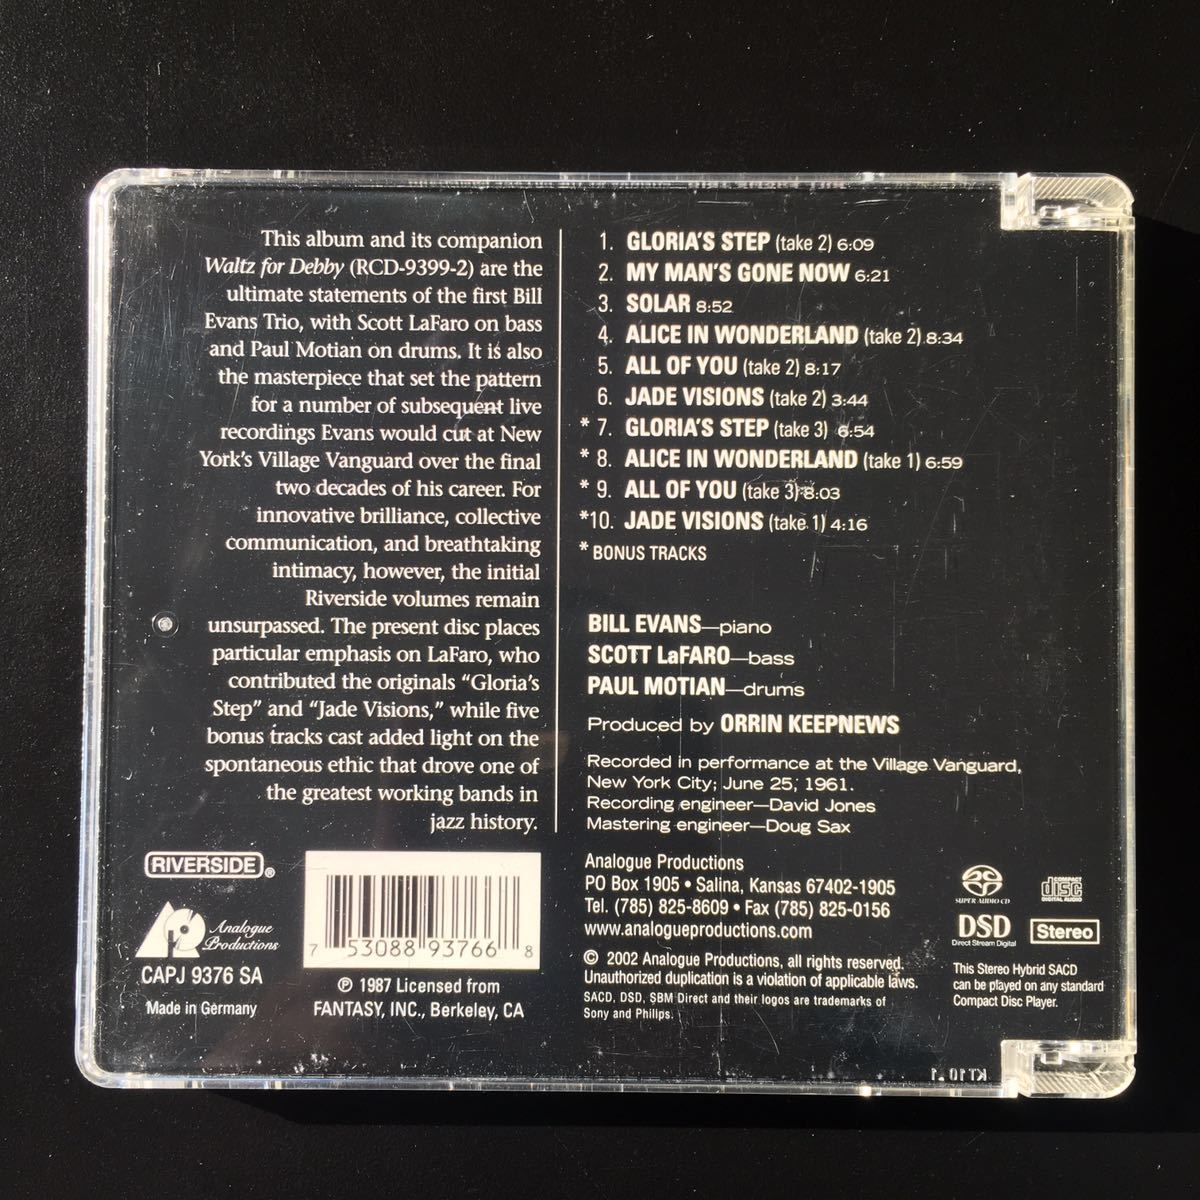 This album and its companion
Waltz for Debby (RCD-9399-2) are the
ultimate statements of the first Bill
Evans Trio, with Scott LaFaro on bass
and Paul Motian on drums. It is also
the masterpiece that set the pattern
for a number of subsequent live
recordings Evans would cut at New
York's Village Vanguard over the final
two decades of his career. For
innovative brilliance, collective
communication, and breathtaking
intimacy, however, the initial
Riverside volumes remain
unsurpassed. The present disc places
particular emphasis on LaFaro, who
contributed the originals “Gloria's
Step” and “Jade Visions,” while five
bonus tracks cast added light on the
spontaneous ethic that drove one of
the greatest working bands in
jazz history.
1. GLORIA'S STEP (take 2) 6:09
2. MY MAN'S GONE NOW 6:21
3. SOLAR 8:52
4. ALICE IN WONDERLAND (take 2) 8:34
5. ALL OF YOU (take 2) 8:17
6. JADE VISIONS (take 2) 3:44
* 7. GLORIA'S STEP (take 3) 6:54
* 8. ALICE IN WONDERLAND (take 1) 6:59
* 9. ALL OF YOU (take 3) 8:03
*10. JADE VISIONS (take 1) 4:16
* BONUS TRACKS
BILL EVANS—piano
SCOTT LaFARO—bass
PAUL MOTIAN—drums
Produced by ORRIN KEEPNEWS
Recorded in performance at the Village Vanguard,
New York City; June 25, 1961.
Recording engineer—David Jones
Mastering engineer—Doug Sax
RIVERSIDE®
Analogue
Productions
CAPJ 9376 SA
Made in Germany
7 53088 93766 8
℗ 1987 Licensed from
FANTASY, INC., Berkeley, CA
Analogue Productions
PO Box 1905 • Salina, Kansas 67402-1905
Tel. (785) 825-8609 • Fax (785) 825-0156
www.analogueproductions.com
© 2002 Analogue Productions, all rights reserved.
Unauthorized duplication is a violation of applicable laws.
SACD, DSD, SBM Direct and their logos are trademarks of
Sony and Philips.
SUPER AUDIO CD
COMPACT
disc
DIGITAL AUDIO
DSD
Direct Stream Digital
Stereo
This Stereo Hybrid SACD
can be played on any standard
Compact Disc Player.
KT10_1